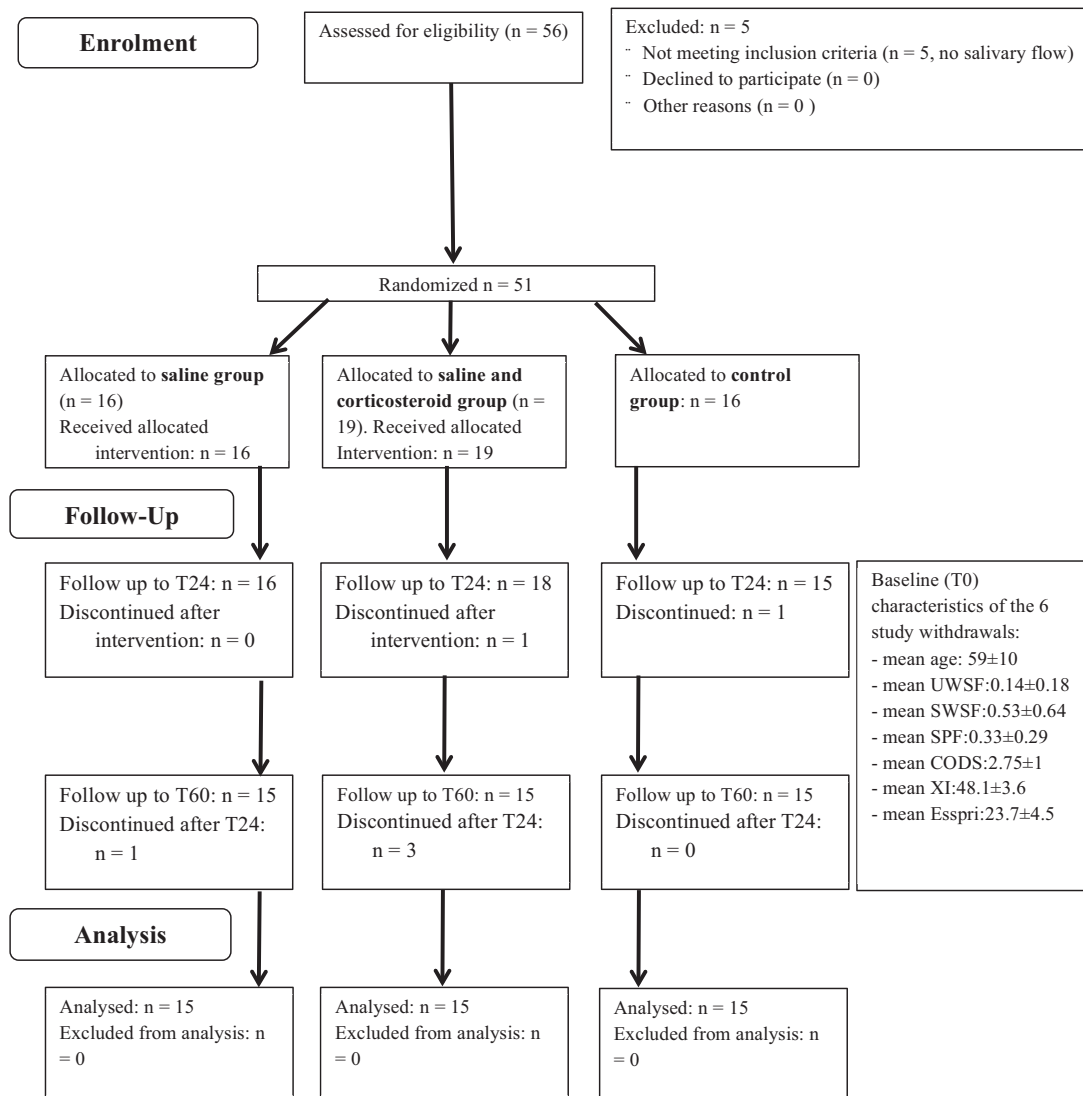 Enrolment
Assessed for eligibility (n = 56)
Excluded: n = 5
¨ Not meeting inclusion criteria (n = 5, no salivary flow)
¨ Declined to participate (n = 0)
¨ Other reasons (n = 0 )
Randomized n = 51
Allocated to saline group
(n = 16)
Received allocated
intervention: n = 16
Allocated to saline and
corticosteroid group (n =
19). Received allocated
Intervention: n = 19
Allocated to control
group: n = 16
Follow-Up
Follow up to T24: n = 16
Discontinued after
intervention: n = 0
Follow up to T24: n = 18
Discontinued after
intervention: n = 1
Follow up to T24: n = 15
Discontinued: n = 1
Baseline (T0)
characteristics of the 6
study withdrawals:
- mean age: 59±10
- mean UWSF:0.14±0.18
- mean SWSF:0.53±0.64
- mean SPF:0.33±0.29
- mean CODS:2.75±1
- mean XI:48.1±3.6
- mean Esspri:23.7±4.5
Follow up to T60: n = 15
Discontinued after T24:
n = 1
Follow up to T60: n = 15
Discontinued after T24:
n = 3
Follow up to T60: n = 15
Discontinued after T24:
n = 0
Analysis
Analysed: n = 15
Excluded from analysis: n
= 0
Analysed: n = 15
Excluded from analysis: n
= 0
Analysed: n = 15
Excluded from analysis: n
= 0